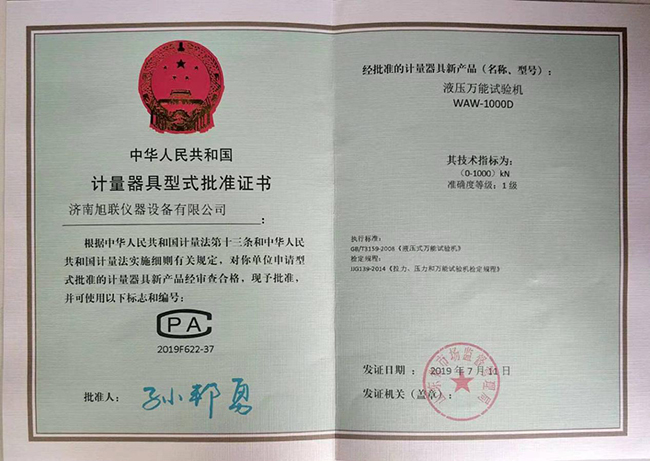 中华人民共和国
计量器具型式批准证书
济南旭联仪器设备有限公司 :
根据中华人民共和国计量法第十三条和中华人民
共和国计量法实施细则有关规定，对你单位申请型
式批准的计量器具新产品经审查合格，现予批准，
并可使用以下标志和编号：
CPA
2019F622-37
批准人：
经批准的计量器具新产品（名称、型号）：
液压万能试验机
WAW-1000D
其技术指标为：
（0-1000）kN
准确度等级：1 级
执行标准：
GB/T3159-2008《液压式万能试验机》
检定规程：
JJG139-2014《拉力、压力和万能试验机检定规程》
发证日期： 2019 年 7 月 11 日
发证机关（盖章）：